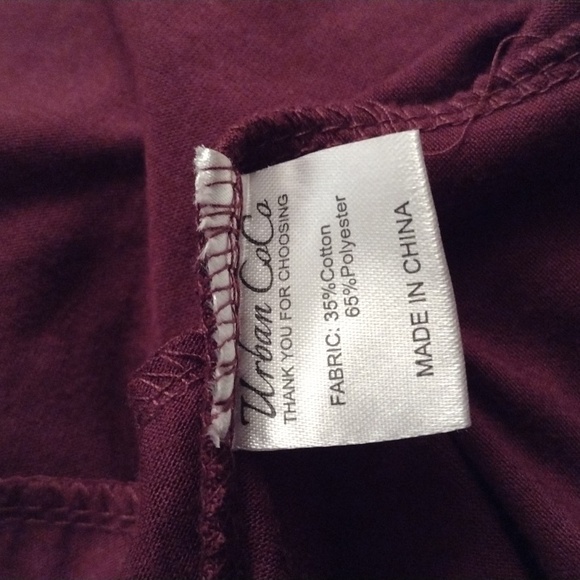 Urban CoCo
THANK YOU FOR CHOOSING
FABRIC: 35%Cotton
65%Polyester
MADE IN CHINA